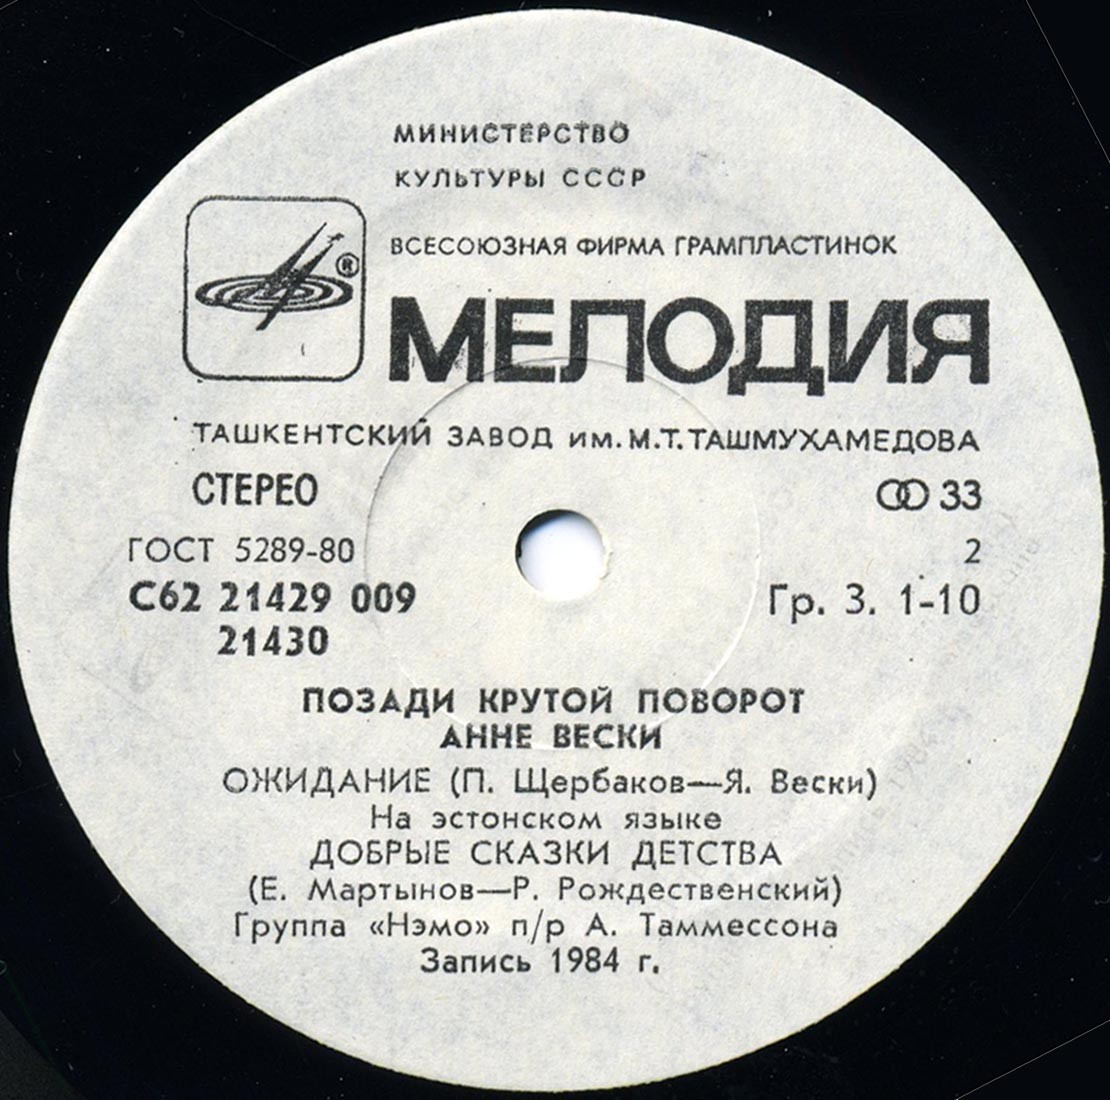 МИНИСТЕРСТВО
КУЛЬТУРЫ СССР
ВСЕСОЮЗНАЯ ФИРМА ГРАМПЛАСТИНОК
®
МЕЛОДИЯ
ТАШКЕНТСКИЙ ЗАВОД им. М.Т.ТАШМУХАМЕДОВА
СТЕРЕО 33
ГОСТ 5289-80 2
С62 21429 009 Гр. 3. 1-10
21430
ПОЗАДИ КРУТОЙ ПОВОРОТ
АННЕ ВЕСКИ
ОЖИДАНИЕ (П. Щербаков—Я. Вески)
На эстонском языке
ДОБРЫЕ СКАЗКИ ДЕТСТВА
(Е. Мартынов—Р. Рождественский)
Группа «Нэмо» п/р А. Таммессона
Запись 1984 г.